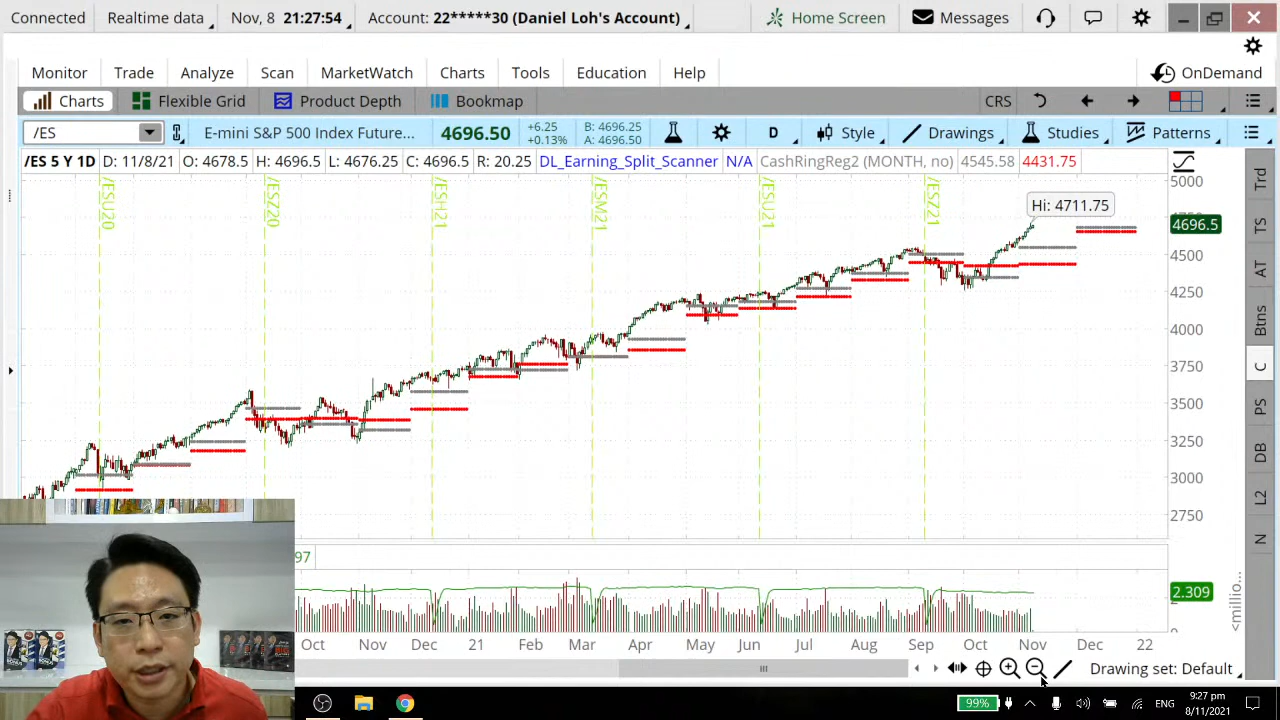 Connected Realtime data Nov, 8 21:27:54 Account: 22*****30 (Daniel Loh's Account) Home Screen Messages
Monitor Trade Analyze Scan MarketWatch Charts Tools Education Help OnDemand
Charts Flexible Grid Product Depth Bookmap CRS
/ES E-mini S&P 500 Index Future... 4696.50 +6.25 B: 4696.25 D Style Drawings Studies Patterns
+0.13% A: 4696.50
/ES 5 Y 1D D: 11/8/21 O: 4678.5 H: 4696.5 L: 4676.25 C: 4696.5 R: 20.25 DL_Earning_Split_Scanner N/A CashRingReg2 (MONTH, no) 4545.58 4431.75
/ESU20 /ESZ20 /ESH21 /ESM21 /ESU21 /ESZ21
Hi: 4711.75
5000
4696.5
4500
4250
4000
3750
3500
3250
3000
2750
Trd
TS
AT
Btns
C
PS
DB
L2
N
97
2.309
<millio...
Oct Nov Dec 21 Feb Mar Apr May Jun Jul Aug Sep Oct Nov Dec 22
Drawing set: Default
99% ENG 9:27 pm
8/11/2021